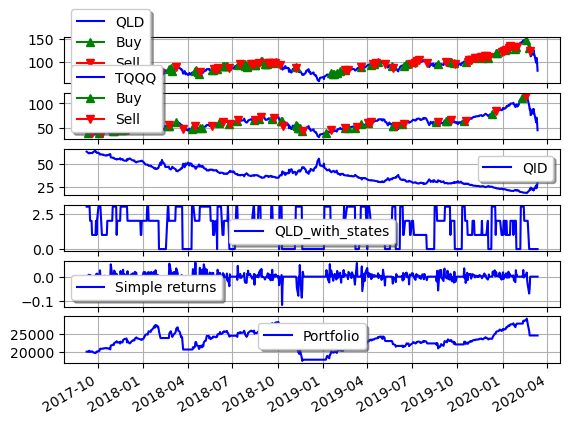 QLD
Buy
Sell
TQQQ
Buy
Sell
150
100
100
50
QID
50
25
QLD_with_states
2.5
0.0
Simple returns
0.0
−0.1
Portfolio
25000
20000
2017-10
2018-01
2018-04
2018-07
2018-10
2019-01
2019-04
2019-07
2019-10
2020-01
2020-04